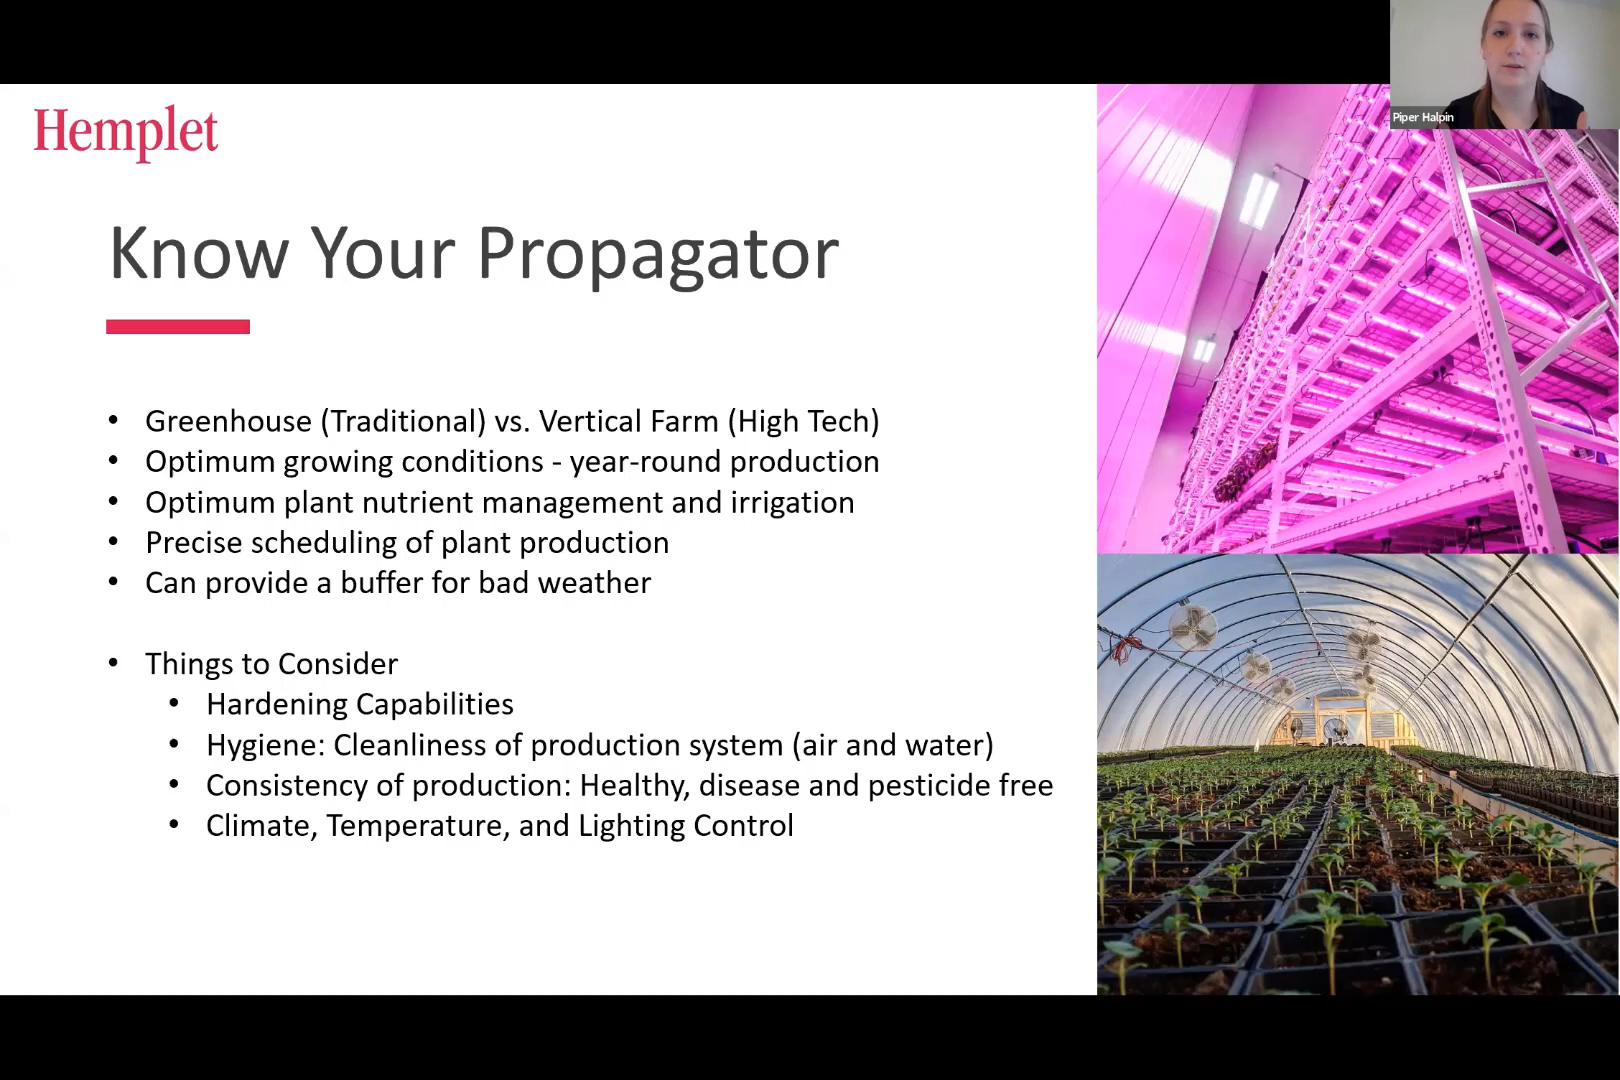 Piper Halpin
Hemplet
Know Your Propagator
• Greenhouse (Traditional) vs. Vertical Farm (High Tech)
• Optimum growing conditions - year-round production
• Optimum plant nutrient management and irrigation
• Precise scheduling of plant production
• Can provide a buffer for bad weather
• Things to Consider
• Hardening Capabilities
• Hygiene: Cleanliness of production system (air and water)
• Consistency of production: Healthy, disease and pesticide free
• Climate, Temperature, and Lighting Control